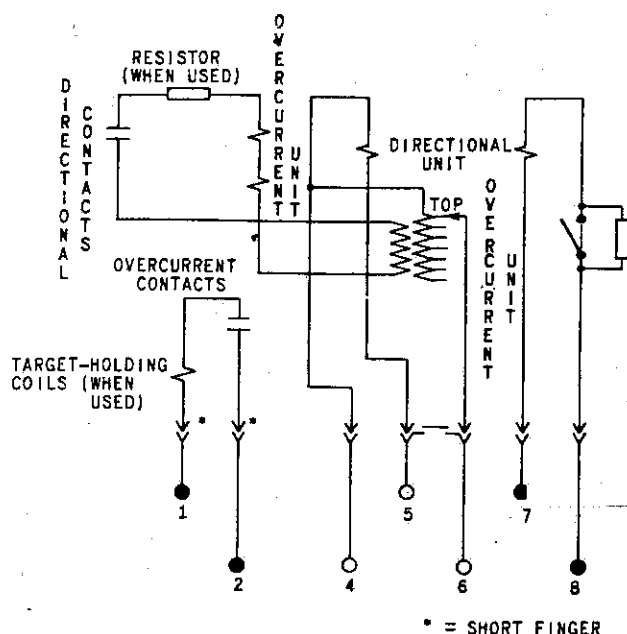 RESISTOR
(WHEN USED)
OVERCURRENT
UNIT
DIRECTIONAL
CONTACTS
DIRECTIONAL
UNIT
TOP
OVERCURRENT
UNIT
OVERCURRENT
CONTACTS
TARGET-HOLDING
COILS (WHEN
USED)
*
*
1
5
7
2
4
6
8
* = SHORT FINGER